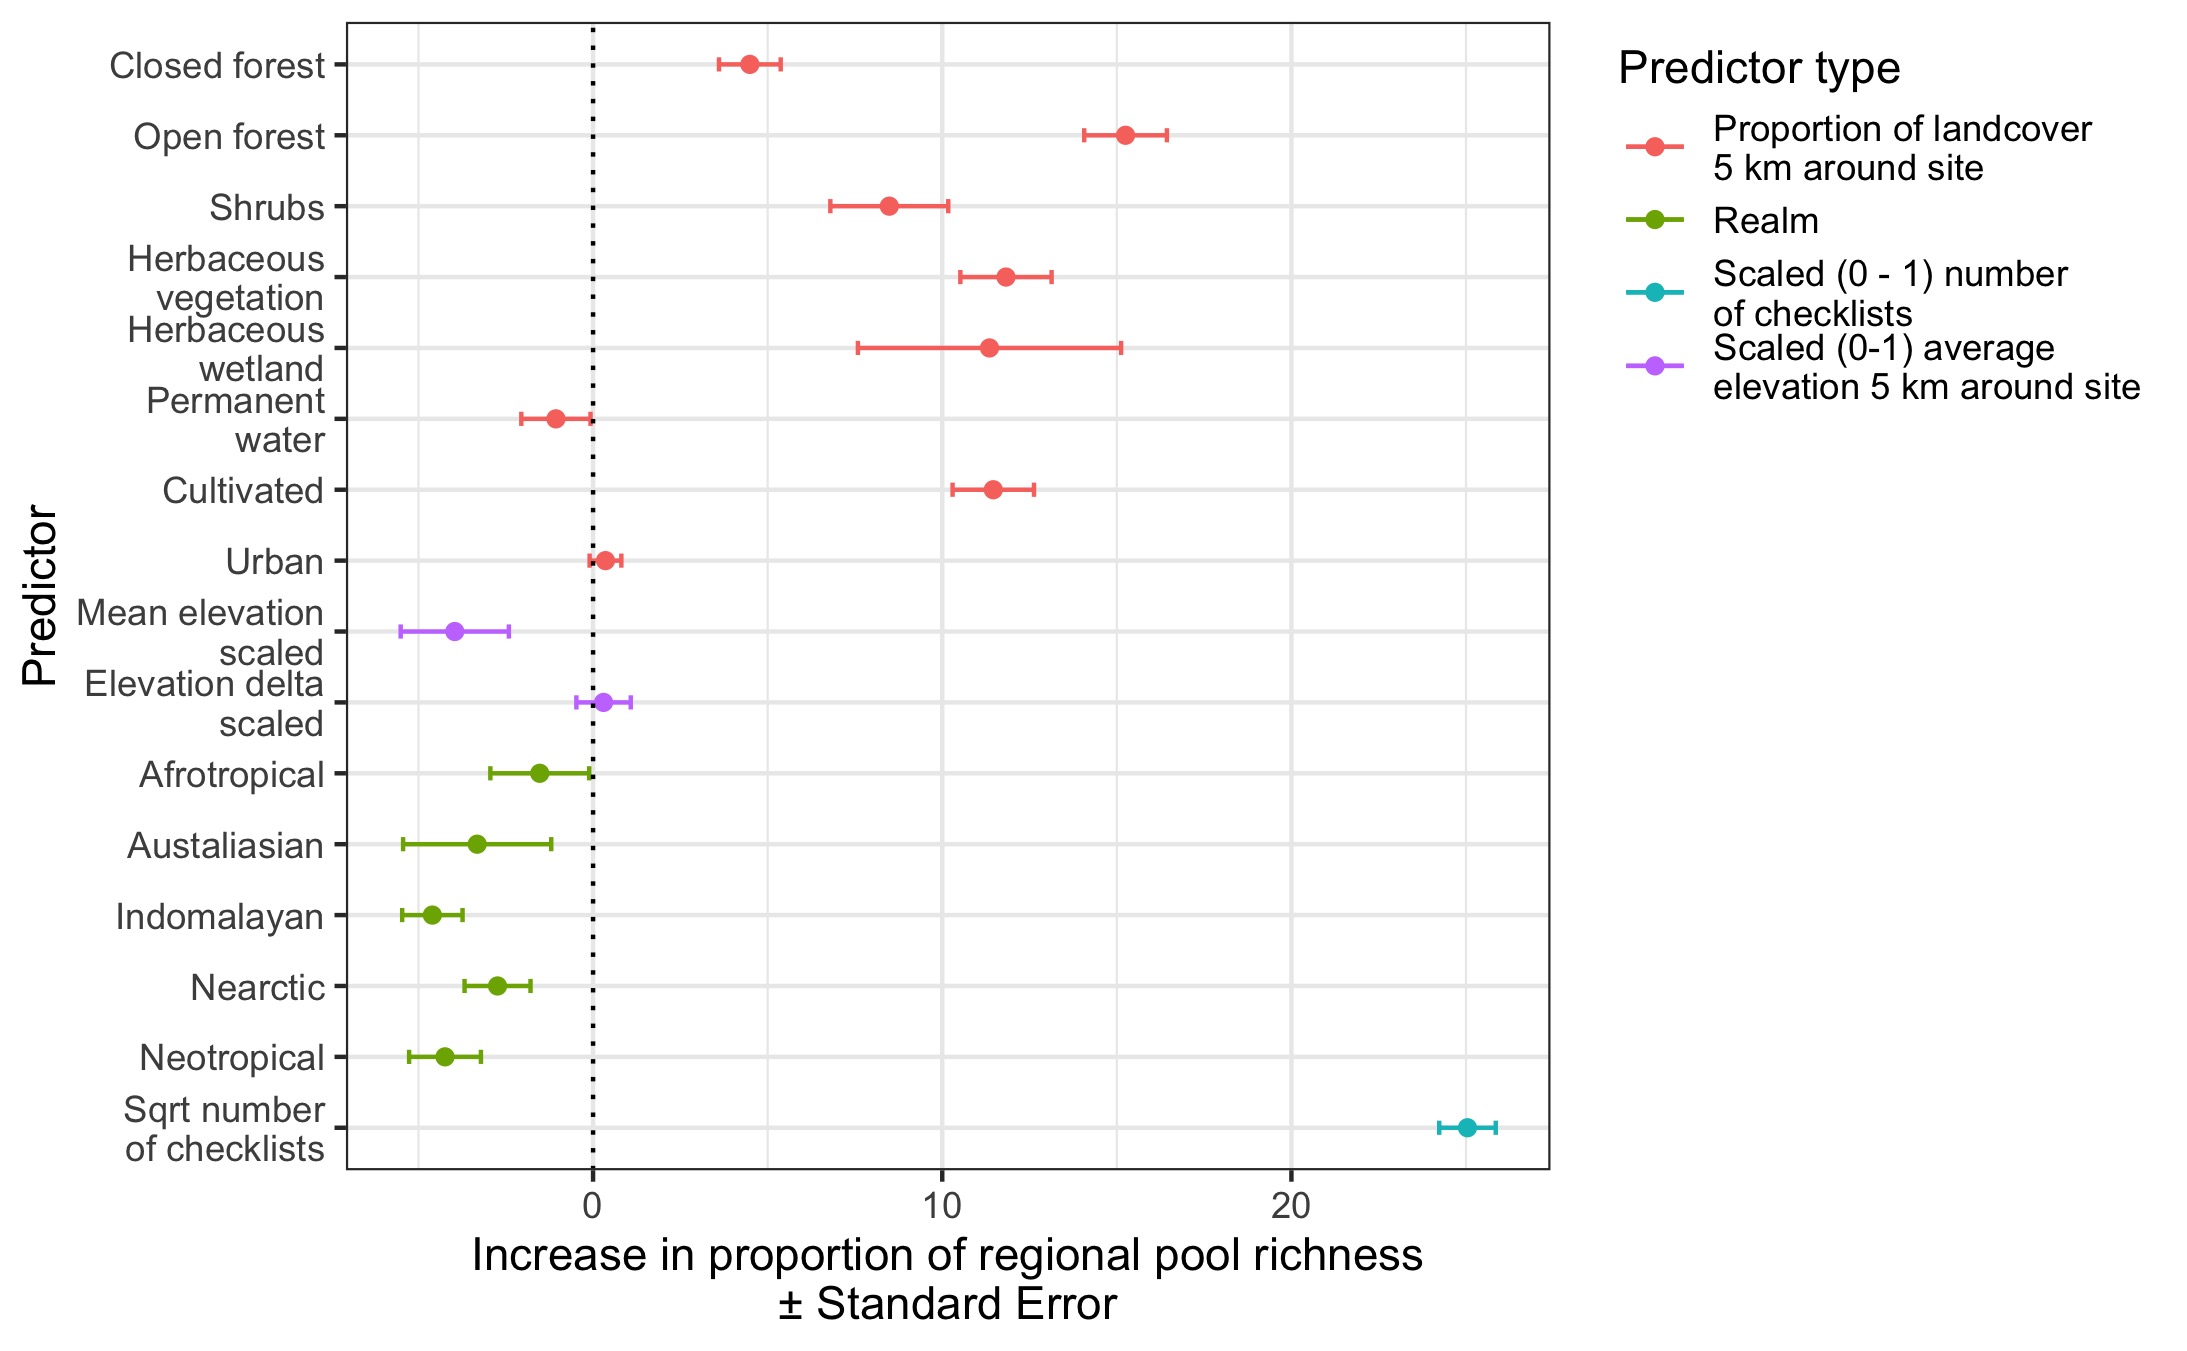 Closed forest
Open forest
Shrubs
Herbaceous
vegetation
Herbaceous
wetland
Permanent
water
Cultivated
Urban
Mean elevation
scaled
Elevation delta
scaled
Afrotropical
Austaliasian
Indomalayan
Nearctic
Neotropical
Sqrt number
of checklists
Predictor
0 10 20
Increase in proportion of regional pool richness
± Standard Error
Predictor type
Proportion of landcover
5 km around site
Realm
Scaled (0 - 1) number
of checklists
Scaled (0-1) average
elevation 5 km around site